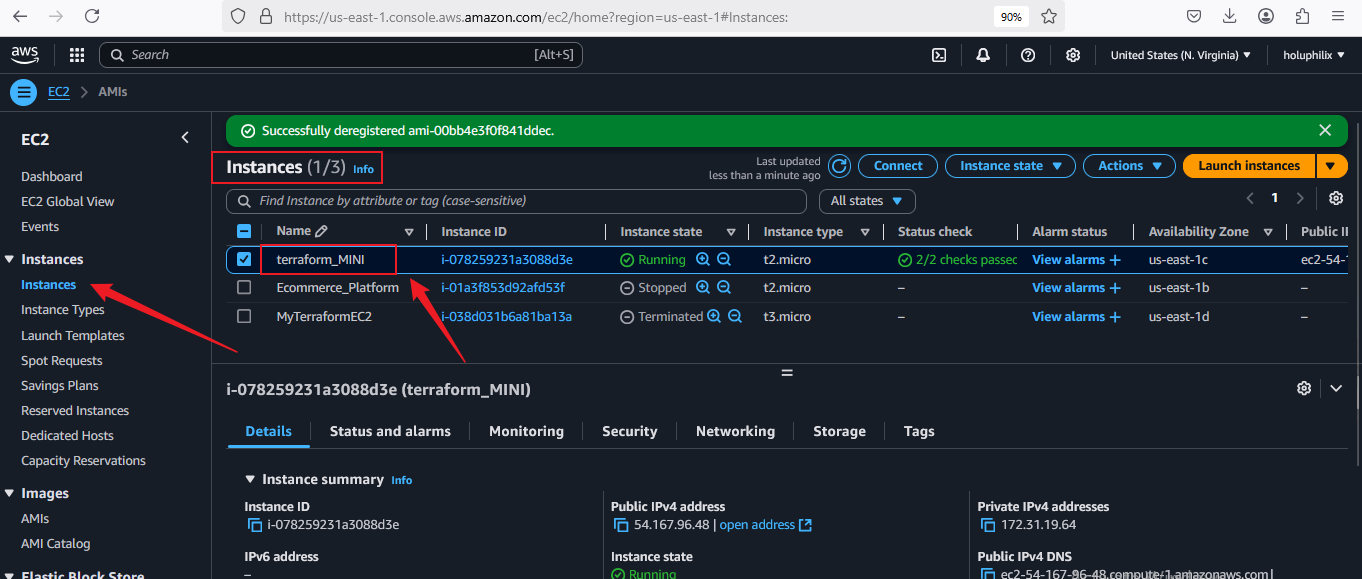 https://us-east-1.console.aws.amazon.com/ec2/home?region=us-east-1#Instances:
90%
aws
Search
[Alt+S]
United States (N. Virginia)
holuphilix
EC2
AMIs
EC2
Dashboard
EC2 Global View
Events
Instances
Instances
Instance Types
Launch Templates
Spot Requests
Savings Plans
Reserved Instances
Dedicated Hosts
Capacity Reservations
Images
AMIs
AMI Catalog
Elastic Block Store
Successfully deregistered ami-00bb4e3f0f841ddec.
Instances (1/3) Info
Last updated
less than a minute ago
Connect
Instance state
Actions
Launch instances
Find Instance by attribute or tag (case-sensitive)
All states
1
Name Instance ID Instance state Instance type Status check Alarm status Availability Zone Public I
terraform_MINI i-078259231a3088d3e Running t2.micro 2/2 checks passed View alarms + us-east-1c ec2-54-1
Ecommerce_Platform i-01a3f853d92afd53f Stopped t2.micro – View alarms + us-east-1b –
MyTerraformEC2 i-038d031b6a81ba13a Terminated t3.micro – View alarms + us-east-1d –
i-078259231a3088d3e (terraform_MINI)
Details Status and alarms Monitoring Security Networking Storage Tags
Instance summary Info
Instance ID
i-078259231a3088d3e
IPv6 address
–
Public IPv4 address
54.167.96.48 | open address
Instance state
Running
Private IPv4 addresses
172.31.19.64
Public IPv4 DNS
ec2-54-167-96-48.compute-1.amazonaws.com |